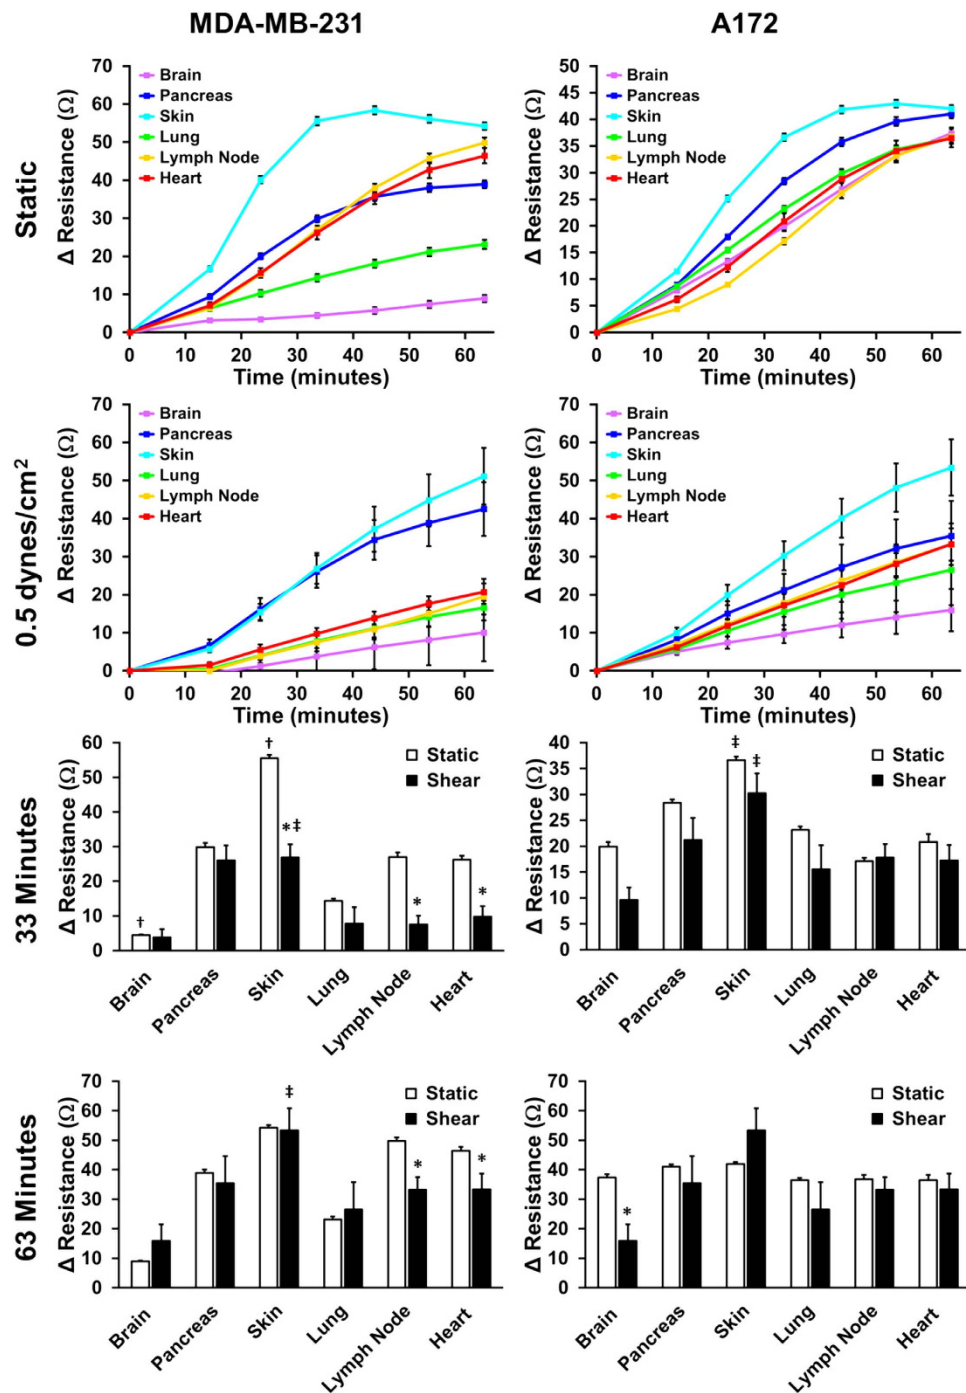 MDA-MB-231 A172
Static
Δ Resistance (Ω)
70
60
50
40
30
20
10
0
Brain
Pancreas
Skin
Lung
Lymph Node
Heart
0 10 20 30 40 50 60
Time (minutes)
Δ Resistance (Ω)
50
45
40
35
30
25
20
15
10
5
0
Brain
Pancreas
Skin
Lung
Lymph Node
Heart
0 10 20 30 40 50 60
Time (minutes)
0.5 dynes/cm²
Δ Resistance (Ω)
70
60
50
40
30
20
10
0
Brain
Pancreas
Skin
Lung
Lymph Node
Heart
0 10 20 30 40 50 60
Time (minutes)
Δ Resistance (Ω)
70
60
50
40
30
20
10
0
Brain
Pancreas
Skin
Lung
Lymph Node
Heart
0 10 20 30 40 50 60
Time (minutes)
33 Minutes
Δ Resistance (Ω)
60
50
40
30
20
10
0
Static
Shear
† † *‡ * *
Brain Pancreas Skin Lung Lymph Node Heart
Δ Resistance (Ω)
40
35
30
25
20
15
10
5
0
Static
Shear
‡ ‡
Brain Pancreas Skin Lung Lymph Node Heart
63 Minutes
Δ Resistance (Ω)
70
60
50
40
30
20
10
0
Static
Shear
‡ * *
Brain Pancreas Skin Lung Lymph Node Heart
Δ Resistance (Ω)
70
60
50
40
30
20
10
0
Static
Shear
*
Brain Pancreas Skin Lung Lymph Node Heart